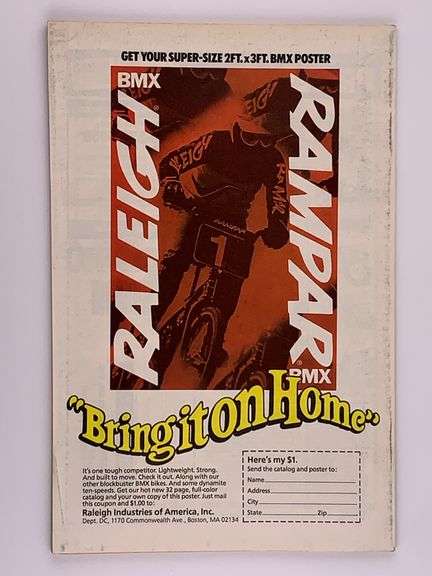 GET YOUR SUPER-SIZE 2FT. x 3FT. BMX POSTER
BMX
RALEIGH®
RAMPAR®
BMX
RALEIGH
RAMPAR
1
"Bring it on Home"
It's one tough competitor. Lightweight. Strong.
And built to move. Check it out. Along with our
other blockbuster BMX bikes. And some dynamite
ten-speeds. Get our hot new 32 page, full-color
catalog and your own copy of this poster. Just mail
this coupon and $1.00 to:
Raleigh Industries of America, Inc.
Dept. DC, 1170 Commonwealth Ave., Boston, MA 02134
Here's my $1.
Send the catalog and poster to:
Name
Address
City
State Zip